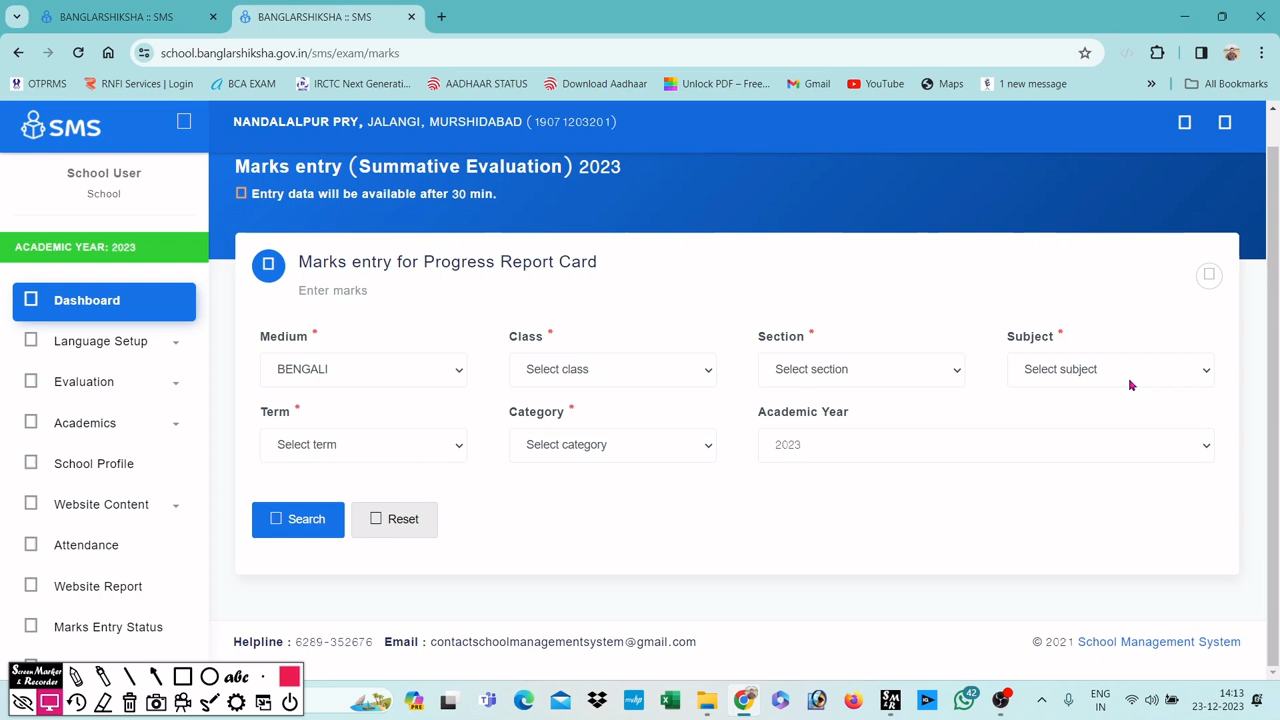 BANGLARSHIKSHA :: SMS
BANGLARSHIKSHA :: SMS
school.banglarshiksha.gov.in/sms/exam/marks
OTPRMS
RNFI Services | Login
BCA EXAM
IRCTC Next Generati...
AADHAAR STATUS
Download Aadhaar
Unlock PDF – Free...
Gmail
YouTube
Maps
1 new message
All Bookmarks
SMS
NANDALALPUR PRY, JALANGI, MURSHIDABAD (19071203201)
School User
School
ACADEMIC YEAR: 2023
Dashboard
Language Setup
Evaluation
Academics
School Profile
Website Content
Attendance
Website Report
Marks Entry Status
Marks entry (Summative Evaluation) 2023
Entry data will be available after 30 min.
Marks entry for Progress Report Card
Enter marks
Medium * Class * Section * Subject *
BENGALI Select class Select section Select subject
Term * Category * Academic Year
Select term Select category 2023
Search Reset
Helpline : 6289-352676 Email : contactschoolmanagementsystem@gmail.com
© 2021 School Management System
Screen Marker & Recorder
abc
PRE
42
ENG
IN
14:13
23-12-2023